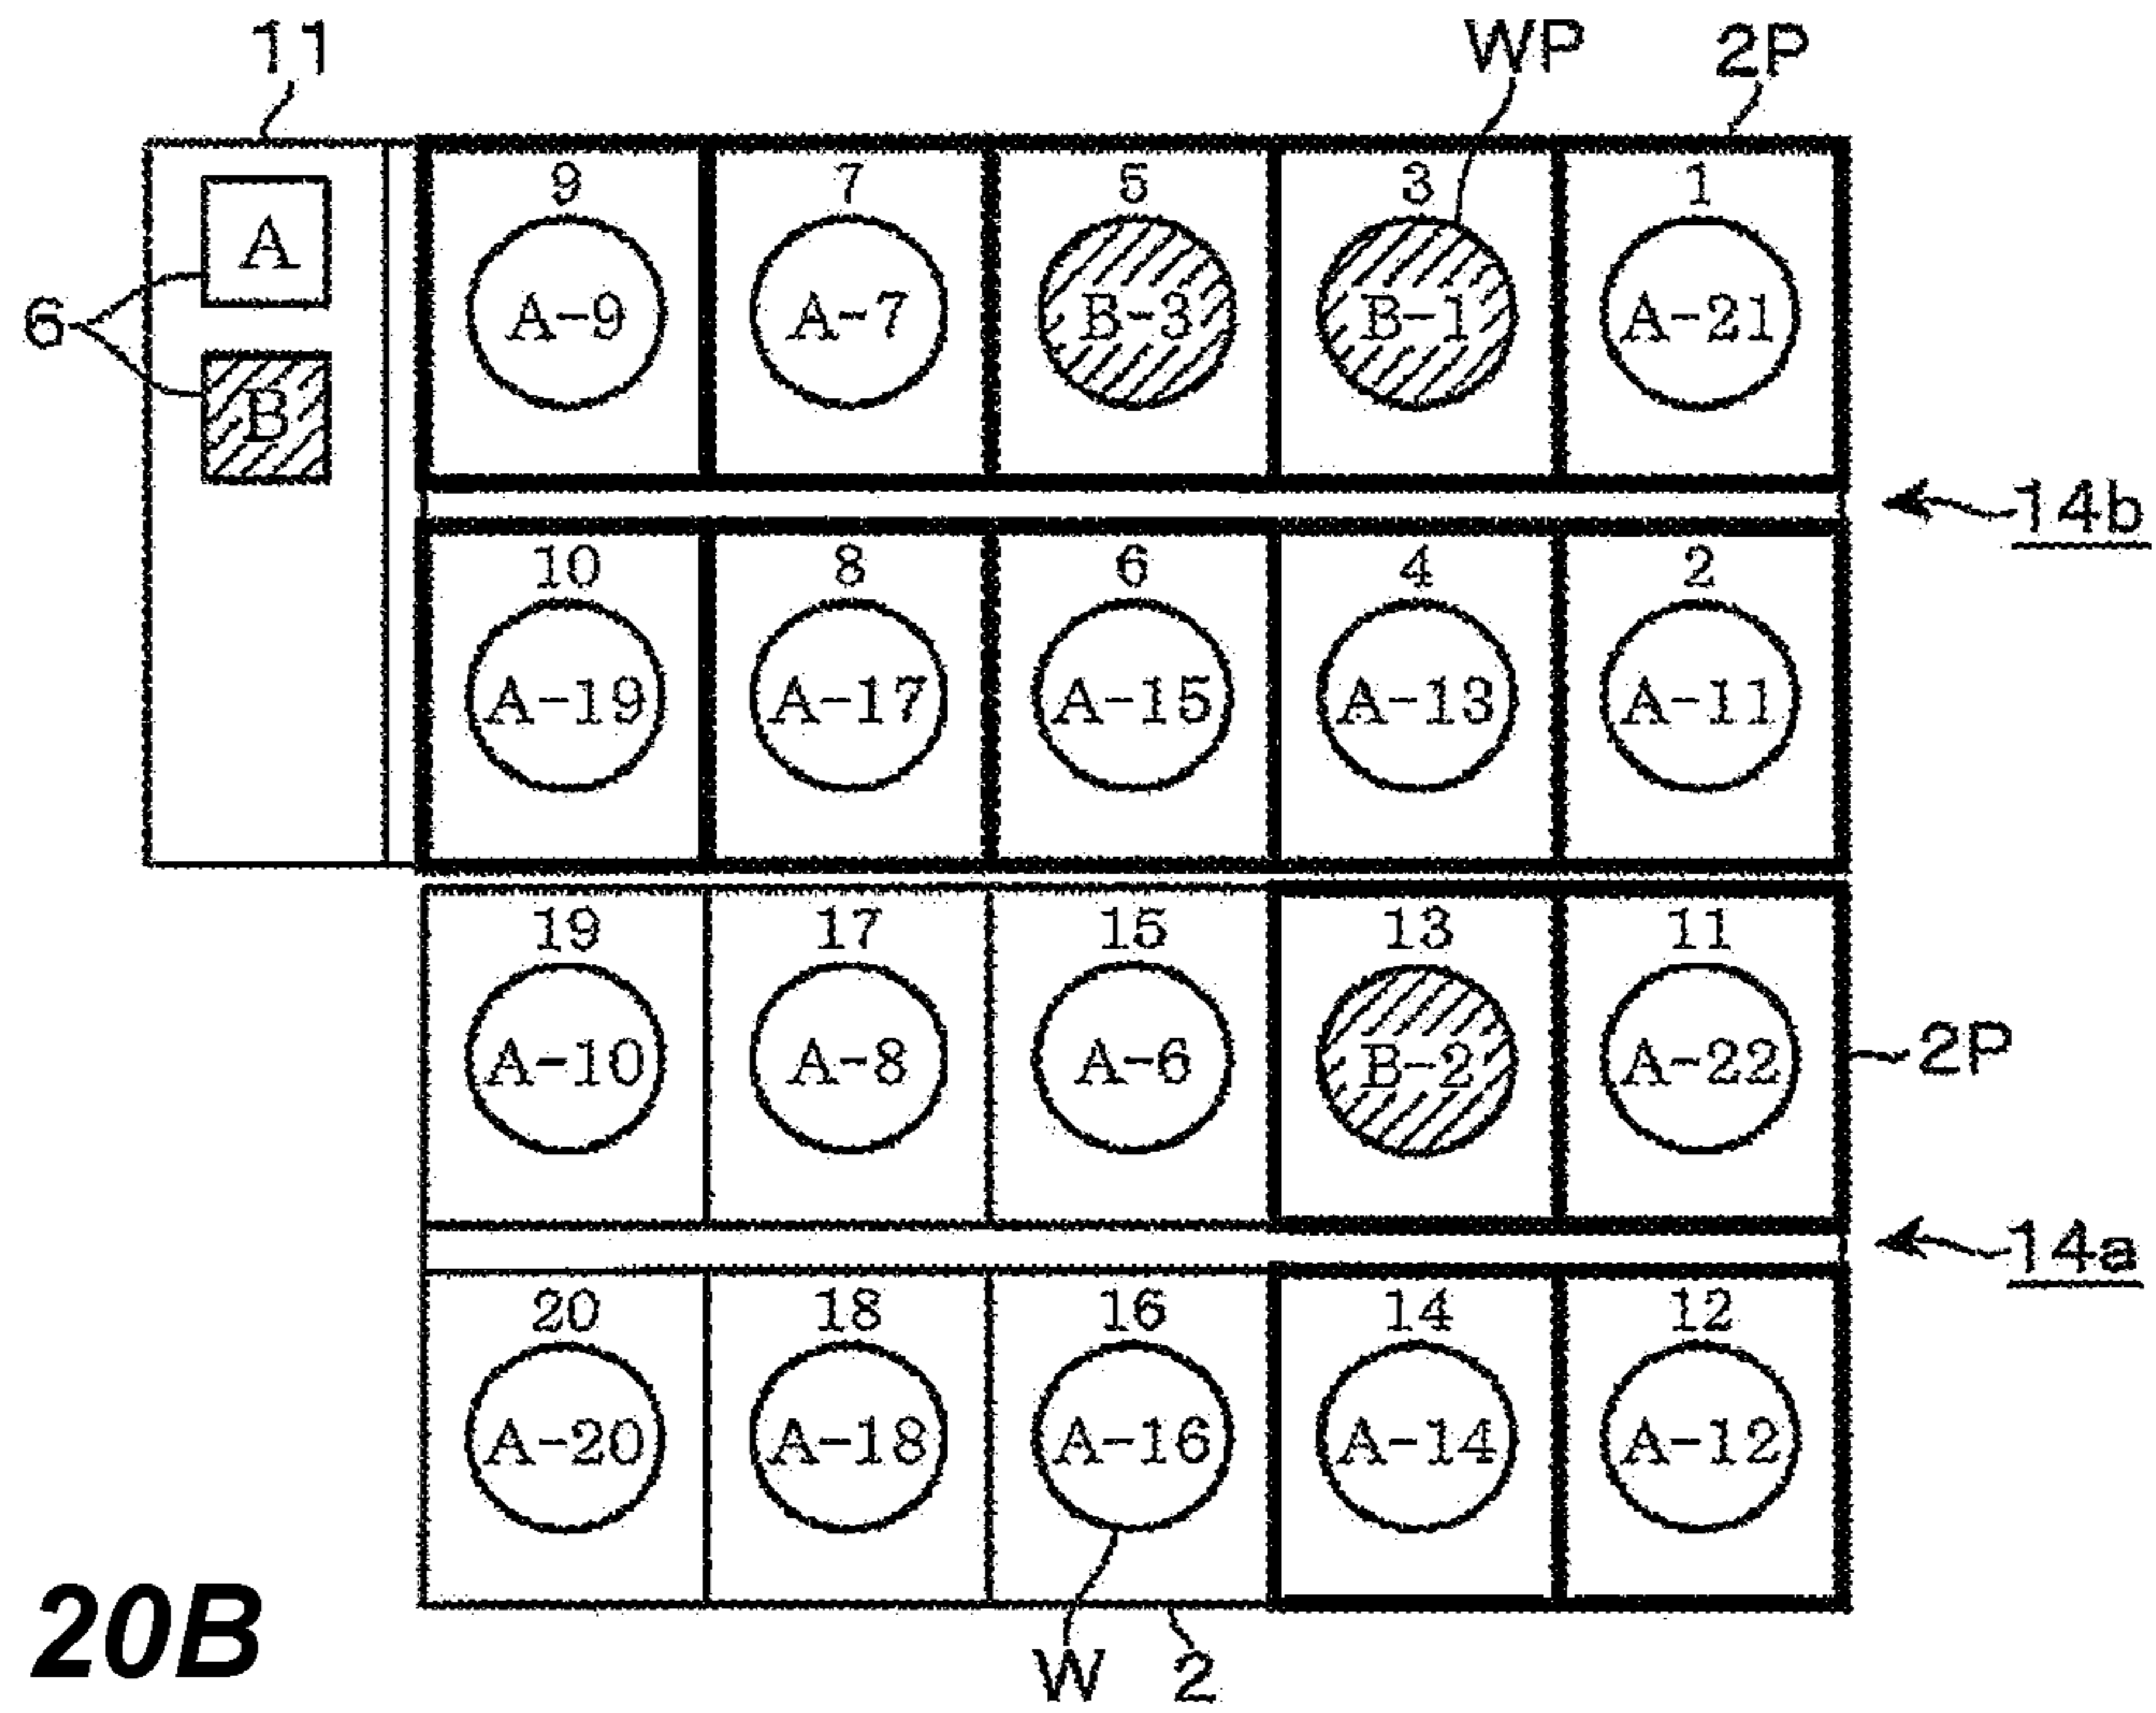 11 WP 2P
9 7 5 3 1
A
A-9 A-7 B-3 B-1 A-21
6
B
14b
10 8 6 4 2
A-19 A-17 A-15 A-13 A-11
19 17 15 13 11
A-10 A-8 A-6 B-2 A-22
2P
14a
20 18 16 14 12
A-20 A-18 A-16 A-14 A-12
20B
W 2